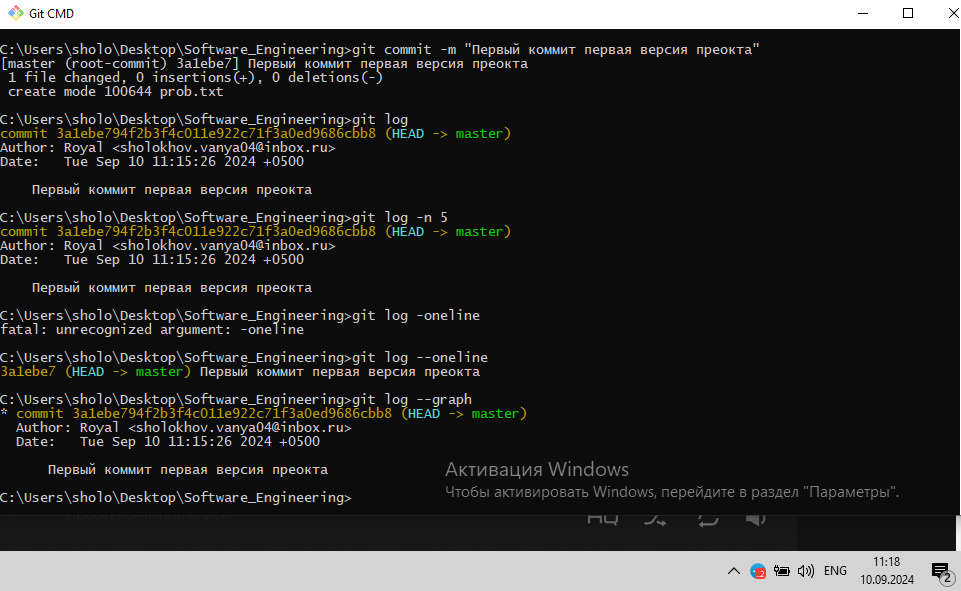 Git CMD
C:\Users\sholo\Desktop\Software_Engineering>git commit -m "Первый коммит первая версия преокта"
[master (root-commit) 3a1ebe7] Первый коммит первая версия преокта
1 file changed, 0 insertions(+), 0 deletions(-)
create mode 100644 prob.txt
C:\Users\sholo\Desktop\Software_Engineering>git log
commit 3a1ebe794f2b3f4c011e922c71f3a0ed9686cbb8 (HEAD -> master)
Author: Royal <sholokhov.vanya04@inbox.ru>
Date:   Tue Sep 10 11:15:26 2024 +0500
Первый коммит первая версия преокта
C:\Users\sholo\Desktop\Software_Engineering>git log -n 5
commit 3a1ebe794f2b3f4c011e922c71f3a0ed9686cbb8 (HEAD -> master)
Author: Royal <sholokhov.vanya04@inbox.ru>
Date:   Tue Sep 10 11:15:26 2024 +0500
Первый коммит первая версия преокта
C:\Users\sholo\Desktop\Software_Engineering>git log -oneline
fatal: unrecognized argument: -oneline
C:\Users\sholo\Desktop\Software_Engineering>git log --oneline
3a1ebe7 (HEAD -> master) Первый коммит первая версия преокта
C:\Users\sholo\Desktop\Software_Engineering>git log --graph
* commit 3a1ebe794f2b3f4c011e922c71f3a0ed9686cbb8 (HEAD -> master)
Author: Royal <sholokhov.vanya04@inbox.ru>
Date:   Tue Sep 10 11:15:26 2024 +0500
Первый коммит первая версия преокта
C:\Users\sholo\Desktop\Software_Engineering>
Активация Windows
Чтобы активировать Windows, перейдите в раздел "Параметры".
2
ENG
11:18
10.09.2024
2